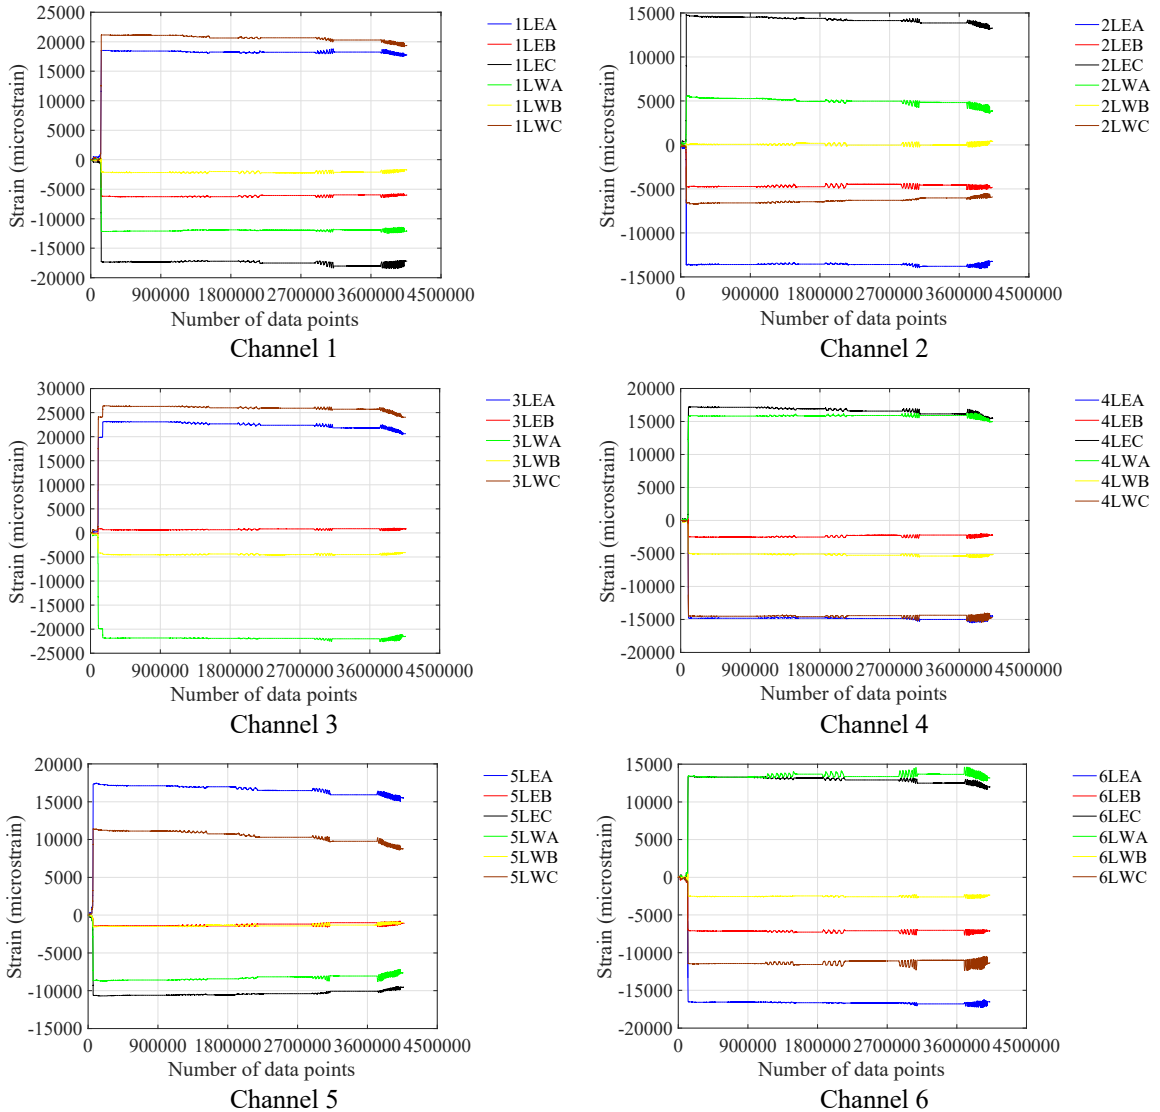 25000
20000
15000
10000
5000
0
-5000
-10000
-15000
-20000
Strain (microstrain)
0 900000 1800000 2700000 3600000 4500000
Number of data points
1LEA
1LEB
1LEC
1LWA
1LWB
1LWC
Channel 1
15000
10000
5000
0
-5000
-10000
-15000
Strain (microstrain)
0 900000 1800000 2700000 3600000 4500000
Number of data points
2LEA
2LEB
2LEC
2LWA
2LWB
2LWC
Channel 2
30000
25000
20000
15000
10000
5000
0
-5000
-10000
-15000
-20000
-25000
Strain (microstrain)
0 900000 1800000 2700000 3600000 4500000
Number of data points
3LEA
3LEB
3LWA
3LWB
3LWC
Channel 3
20000
15000
10000
5000
0
-5000
-10000
-15000
-20000
Strain (microstrain)
0 900000 1800000 2700000 3600000 4500000
Number of data points
4LEA
4LEB
4LEC
4LWA
4LWB
4LWC
Channel 4
20000
15000
10000
5000
0
-5000
-10000
-15000
Strain (microstrain)
0 900000 1800000 2700000 3600000 4500000
Number of data points
5LEA
5LEB
5LEC
5LWA
5LWB
5LWC
Channel 5
15000
10000
5000
0
-5000
-10000
-15000
-20000
Strain (microstrain)
0 900000 1800000 2700000 3600000 4500000
Number of data points
6LEA
6LEB
6LEC
6LWA
6LWB
6LWC
Channel 6